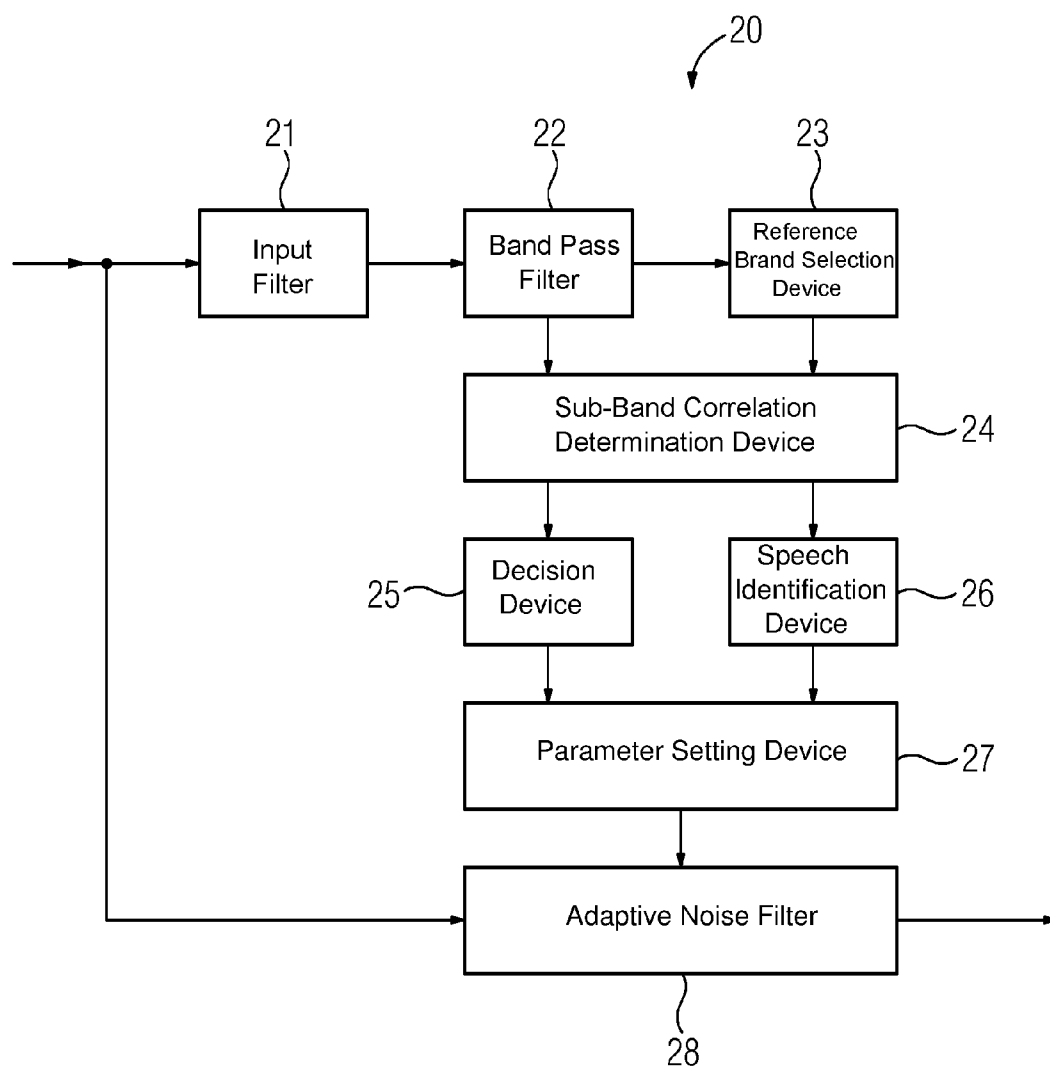 20
21
22
23
Input
Filter
Band Pass
Filter
Reference
Brand Selection
Device
Sub-Band Correlation
Determination Device
24
25
Decision
Device
Speech
Identification
Device
26
Parameter Setting Device
27
Adaptive Noise Filter
28